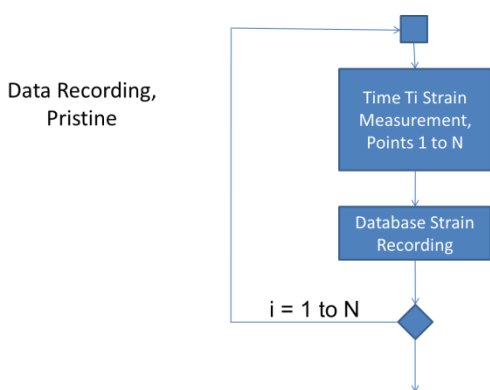 Data Recording,
Pristine
Time Ti Strain
Measurement,
Points 1 to N
Database Strain
Recording
i = 1 to N